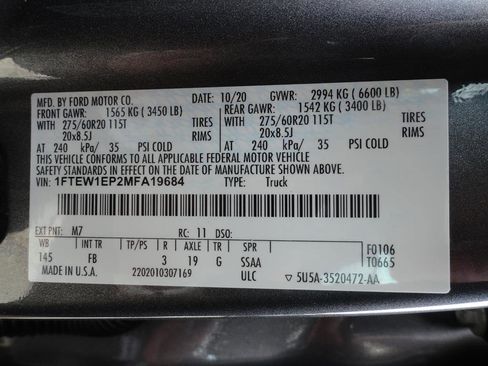 MFD. BY FORD MOTOR CO. DATE: 10/20 GVWR: 2994 KG ( 6600 LB)
FRONT GAWR: 1565 KG ( 3450 LB) REAR GAWR: 1542 KG ( 3400 LB)
WITH 275/60R20 115T TIRES WITH 275/60R20 115T TIRES
20x8.5J RIMS 20x8.5J RIMS
AT 240 kPa/ 35 PSI COLD AT 240 kPa/ 35 PSI COLD
THIS VEHICLE CONFORMS TO ALL APPLICABLE FEDERAL MOTOR VEHICLE
SAFETY STANDARDS IN EFFECT ON THE DATE OF MANUFACTURE SHOWN ABOVE.
VIN: 1FTEW1EP2MFA19684 TYPE: Truck
EXT PNT: M7 RC: 11 DSO: F0106
WB INT TR TP/PS R AXLE TR SPR T0665
145 FB 3 19 G SSAA
MADE IN U.S.A. 2202010307169 ULC ▽ 5U5A-3520472-AA